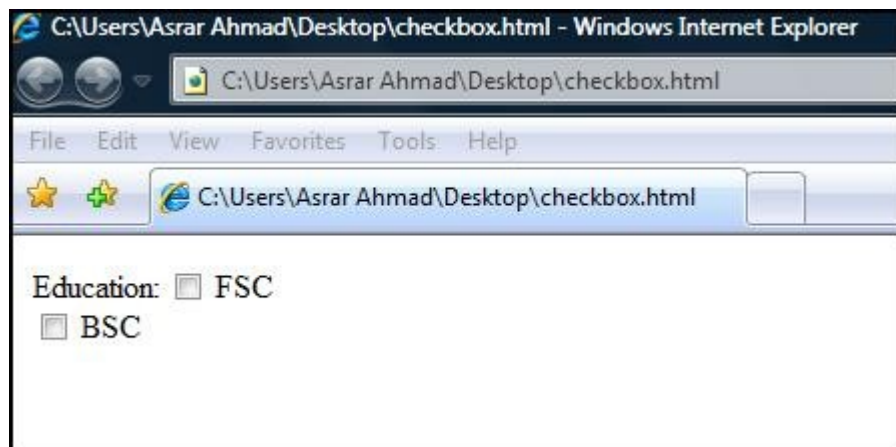 C:\Users\Asrar Ahmad\Desktop\checkbox.html - Windows Internet Explorer
C:\Users\Asrar Ahmad\Desktop\checkbox.html
File Edit View Favorites Tools Help
C:\Users\Asrar Ahmad\Desktop\checkbox.html
Education: FSC
BSC